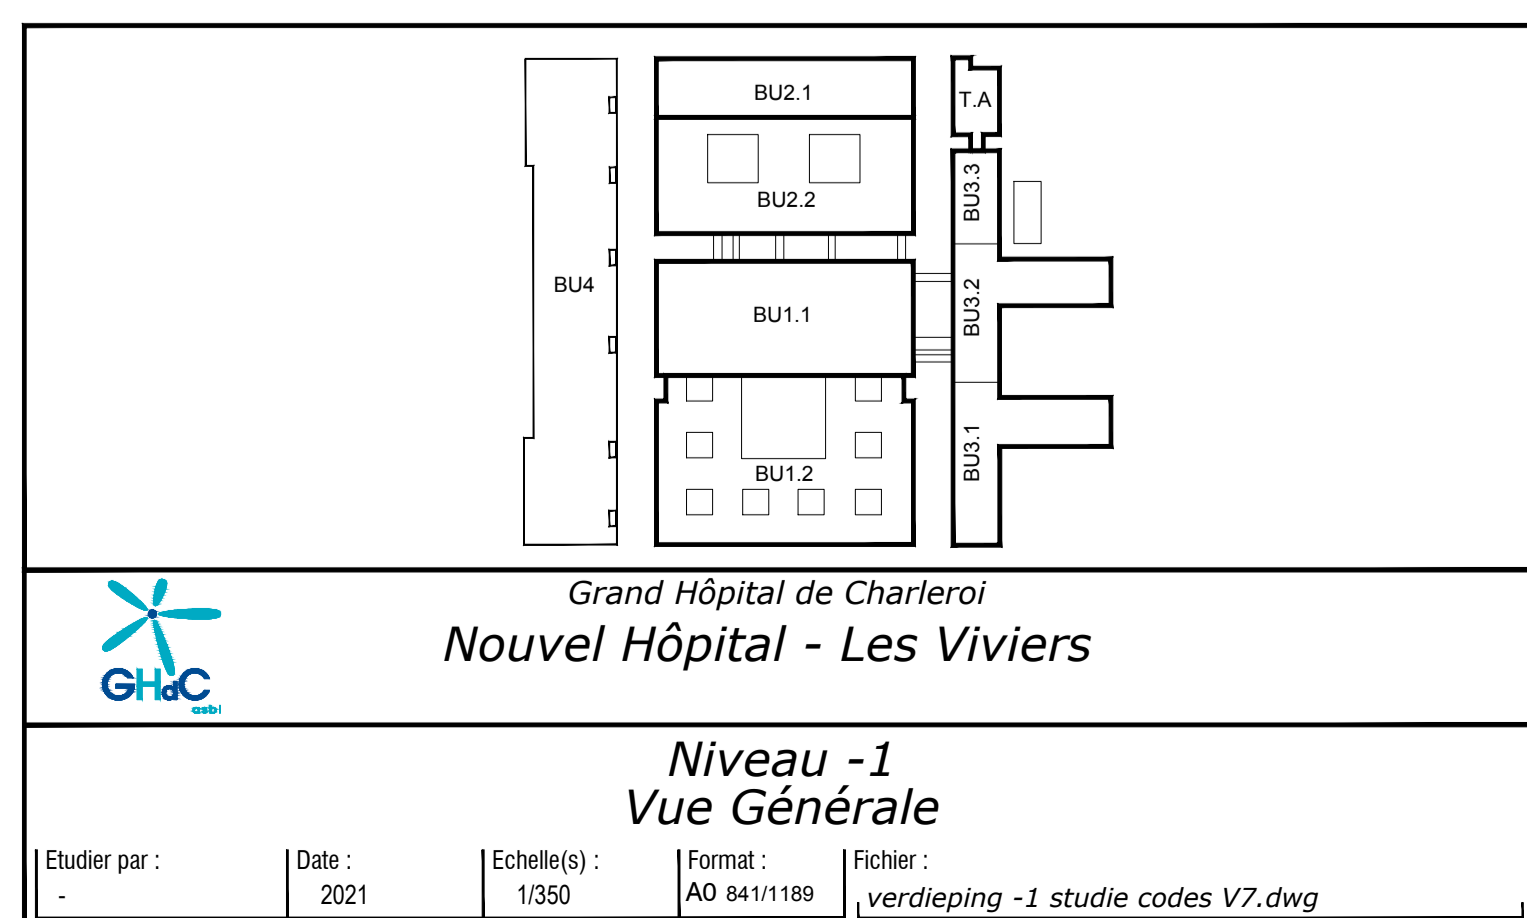 BU2.1
T.A
BU3.3
BU2.2
BU4
BU1.1
BU3.2
BU1.2
BU3.1
Grand Hôpital de Charleroi
Nouvel Hôpital - Les Viviers
GHdC
asbl
Niveau -1
Vue Générale
Etudier par :
-
Date :
2021
Echelle(s) :
1/350
Format :
A0 841/1189
Fichier :
verdieping -1 studie codes V7.dwg